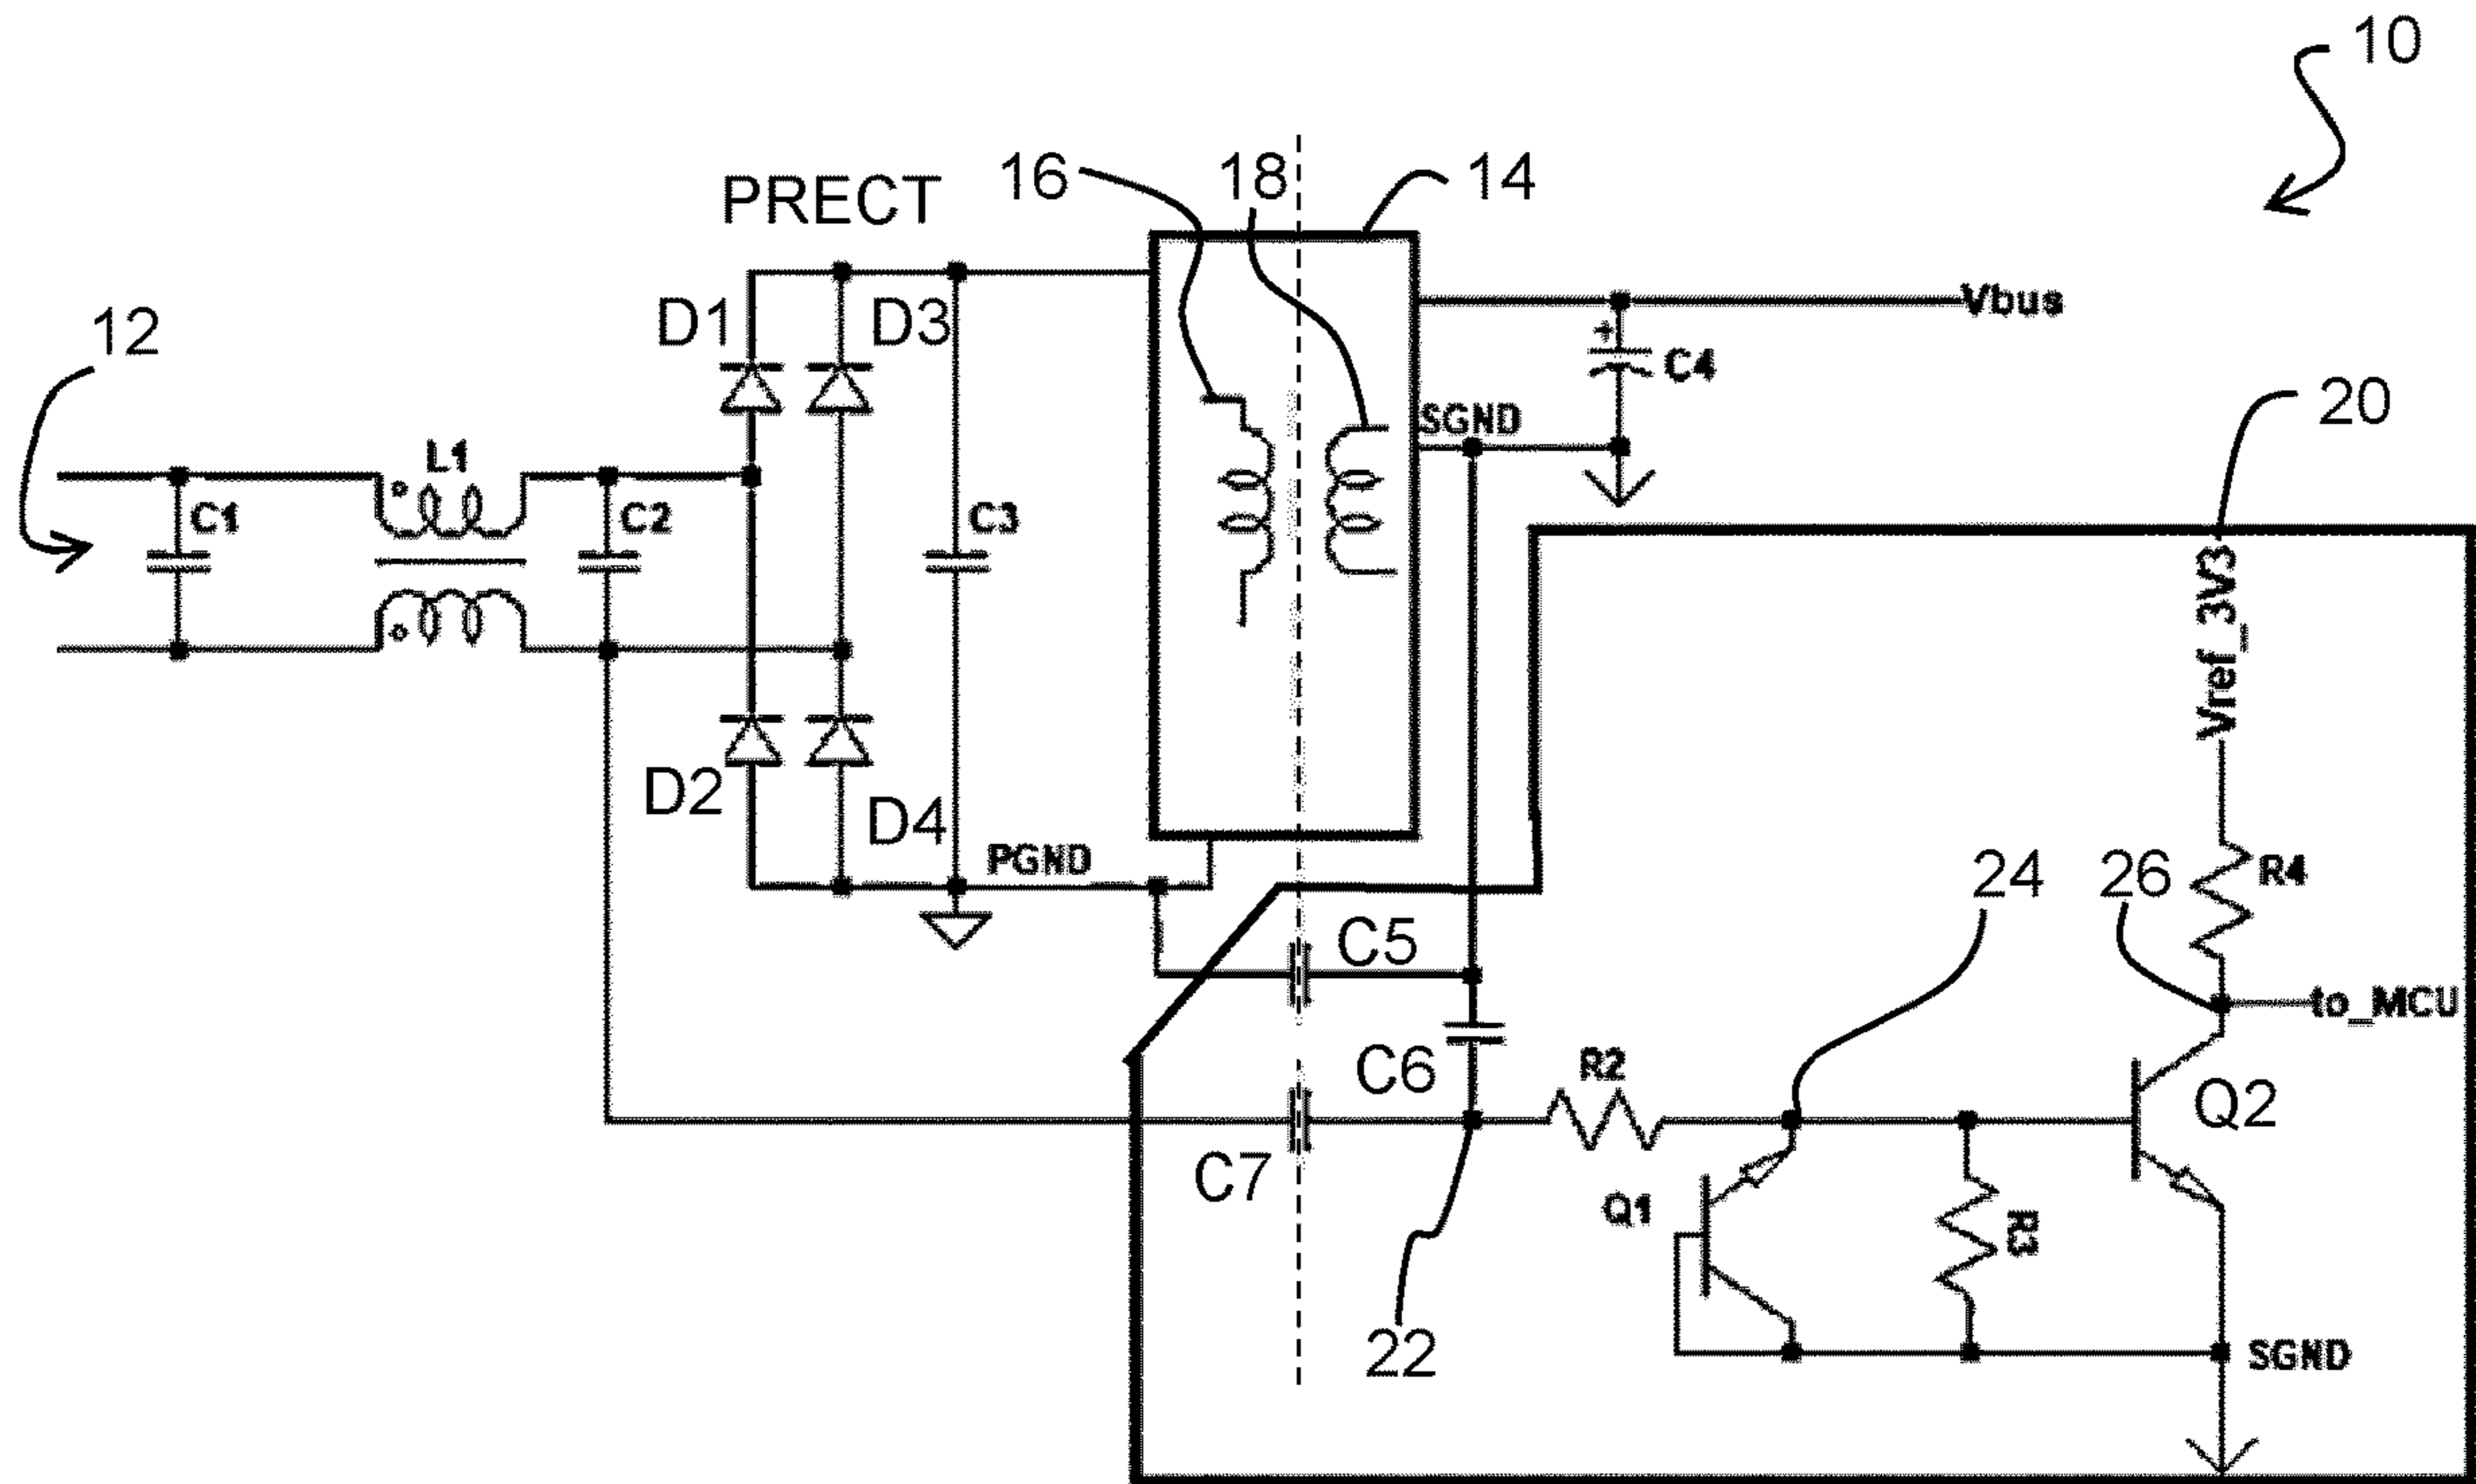 10
16
18
14
PRECT
D1
D3
Vbus
12
C4
20
SGND
L1
C1
C2
C3
Vref_3V3
D2
D4
PGND
24
26
R4
C5
to_MCU
C6
R2
Q2
C7
Q1
R3
22
SGND